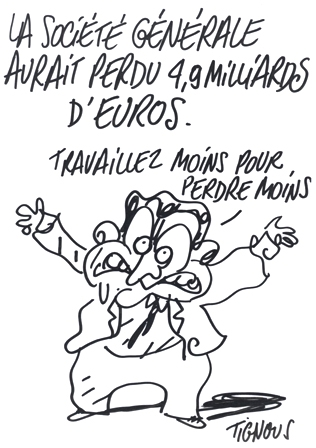 LA SOCIÉTÉ GÉNÉRALE
AURAIT PERDU 4,9 MILLIARDS
D'EUROS.
TRAVAILLEZ MOINS POUR
PERDRE MOINS
TIGNOUS